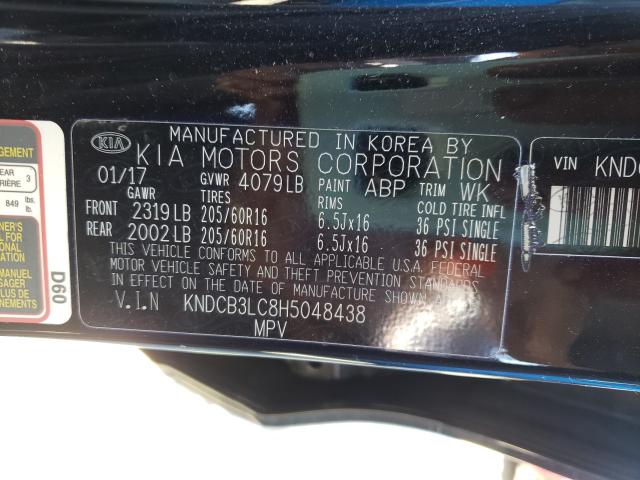 KIA
MANUFACTURED IN KOREA BY
KIA MOTORS CORPORATION
01/17 GVWR 4079LB PAINT ABP TRIM WK
GAWR TIRES RIMS COLD TIRE INFL
FRONT 2319LB 205/60R16 6.5Jx16 36 PSI SINGLE
REAR 2002LB 205/60R16 6.5Jx16 36 PSI SINGLE
THIS VEHICLE CONFORMS TO ALL APPLICABLE U.S.A. FEDERAL
MOTOR VEHICLE SAFETY AND THEFT PREVENTION STANDARDS
IN EFFECT ON THE DATE OF MANUFACTURE SHOWN
V.I.N KNDCB3LC8H5048438
MPV
VIN
3
849 lbs.
D60